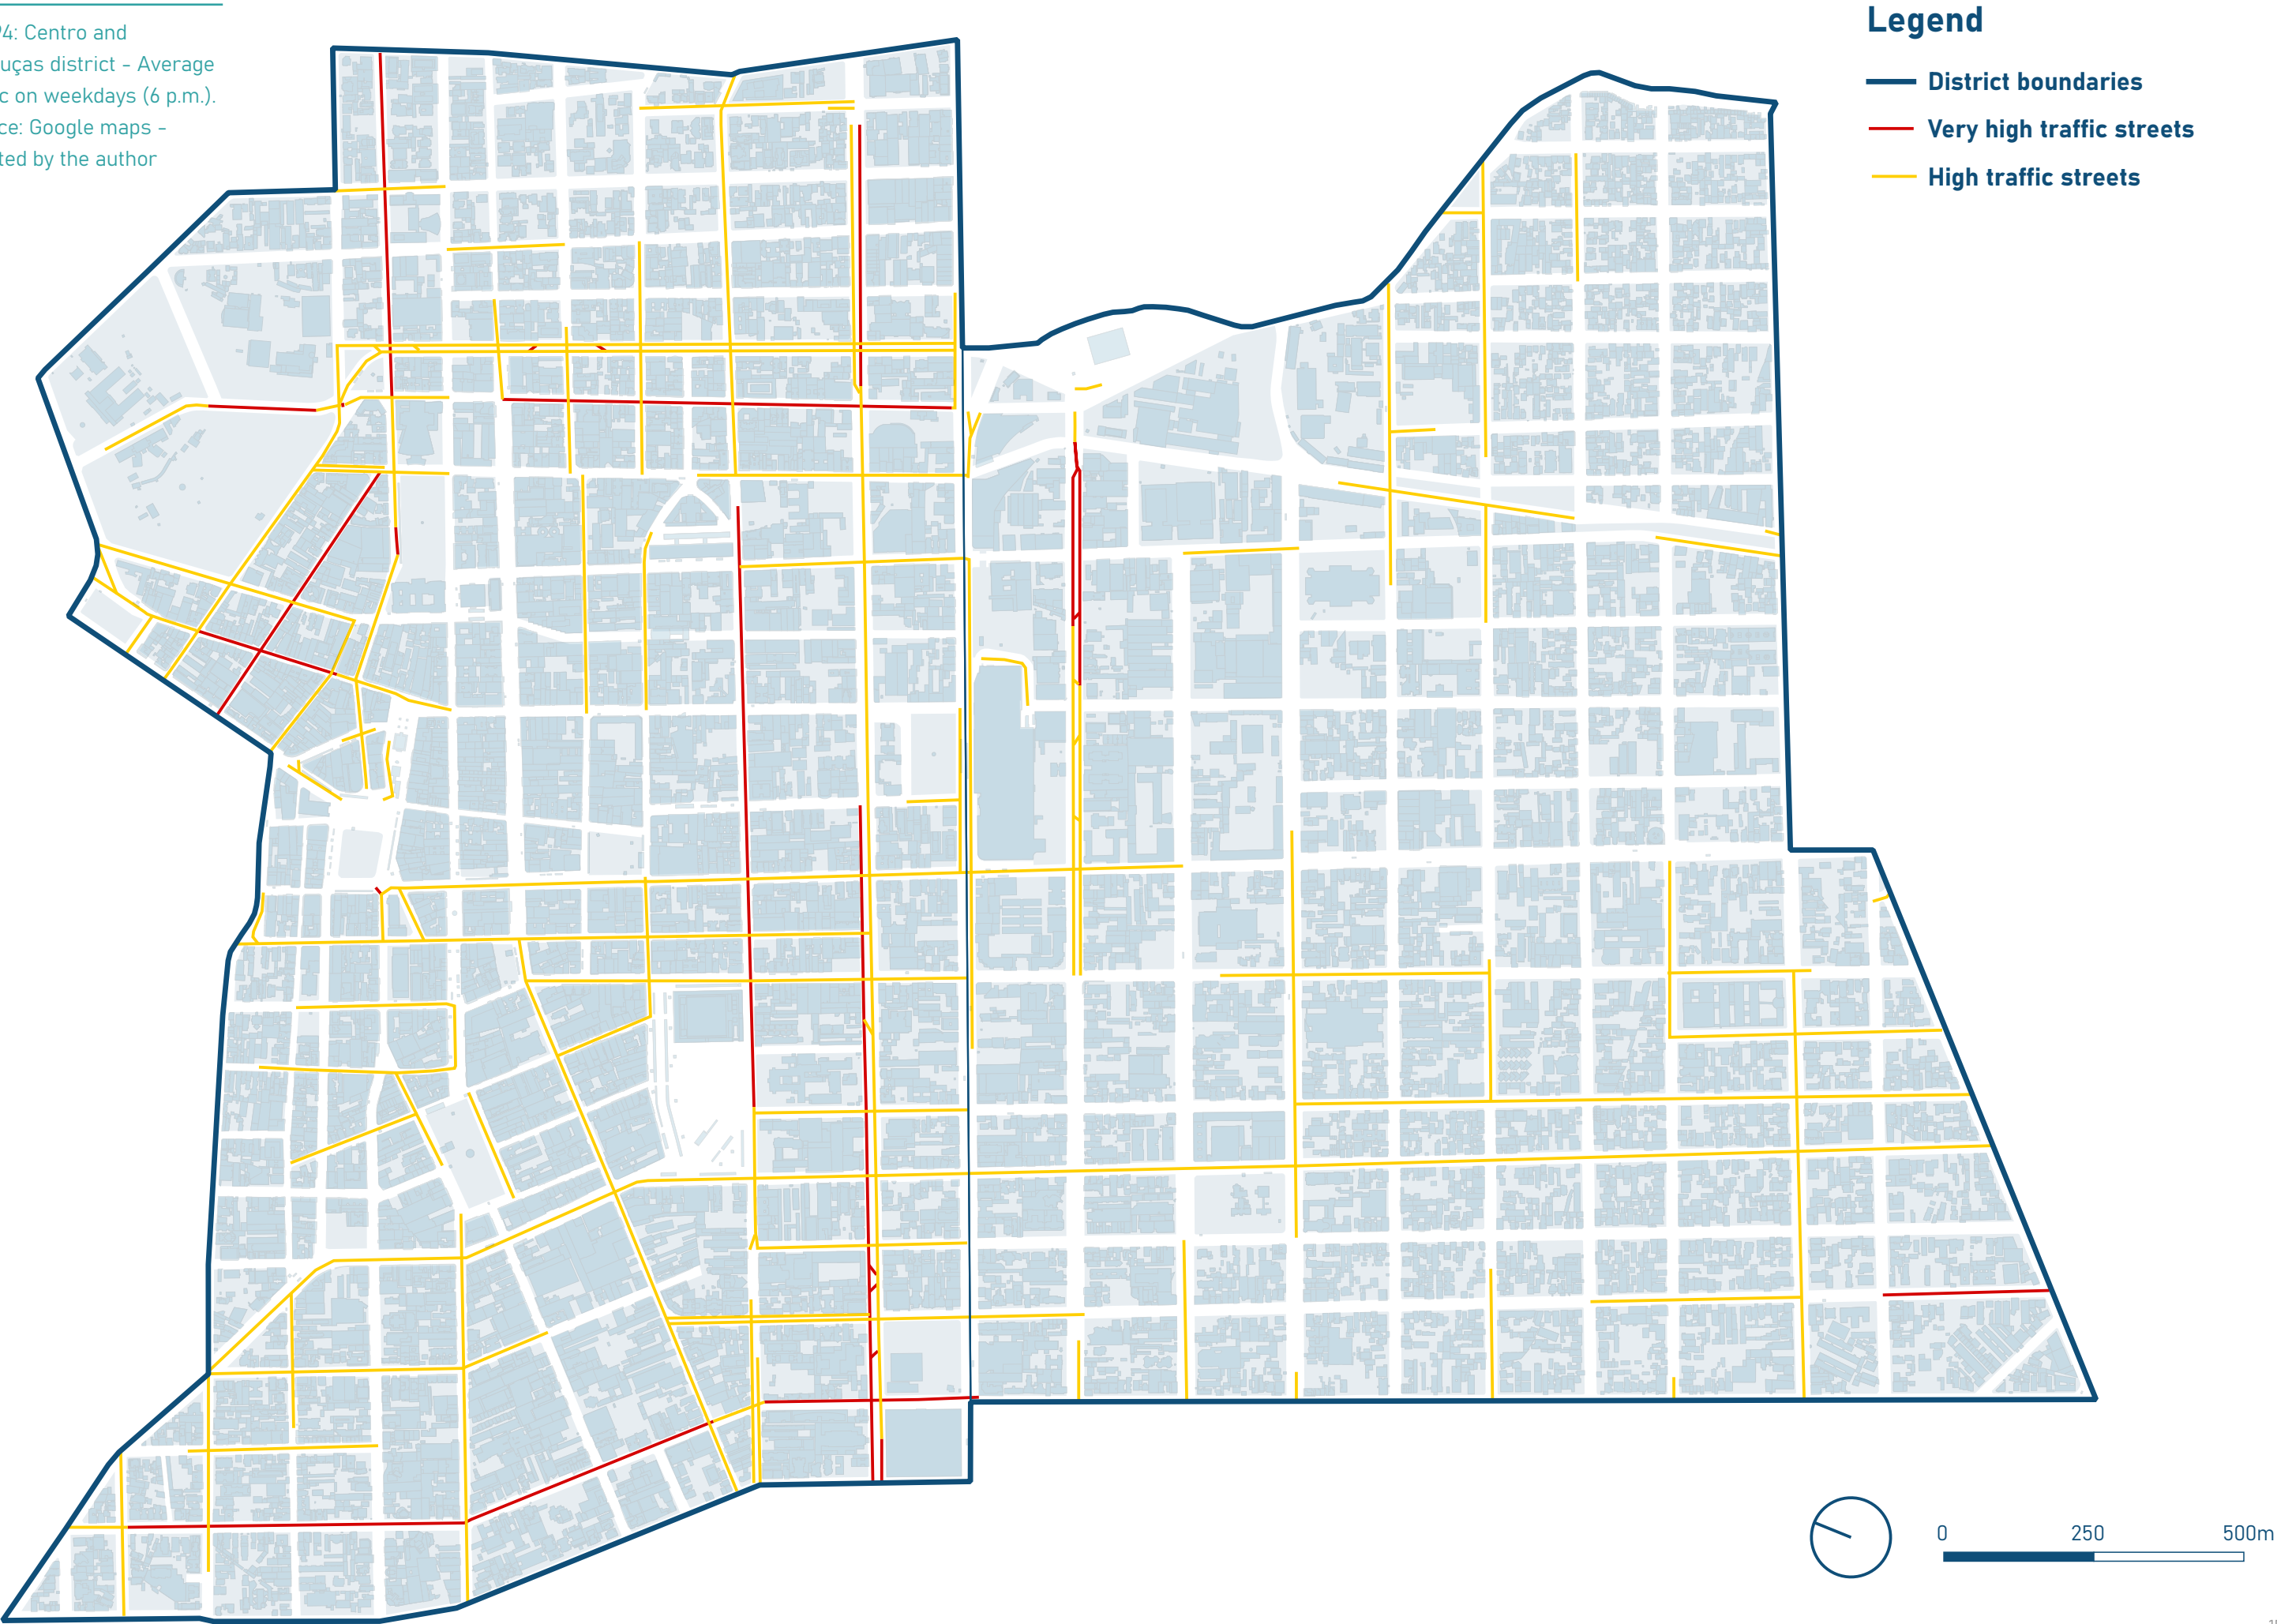 94: Centro and
uças district - Average
c on weekdays (6 p.m.).
ce: Google maps -
ted by the author
Legend
District boundaries
Very high traffic streets
High traffic streets
0 250 500m